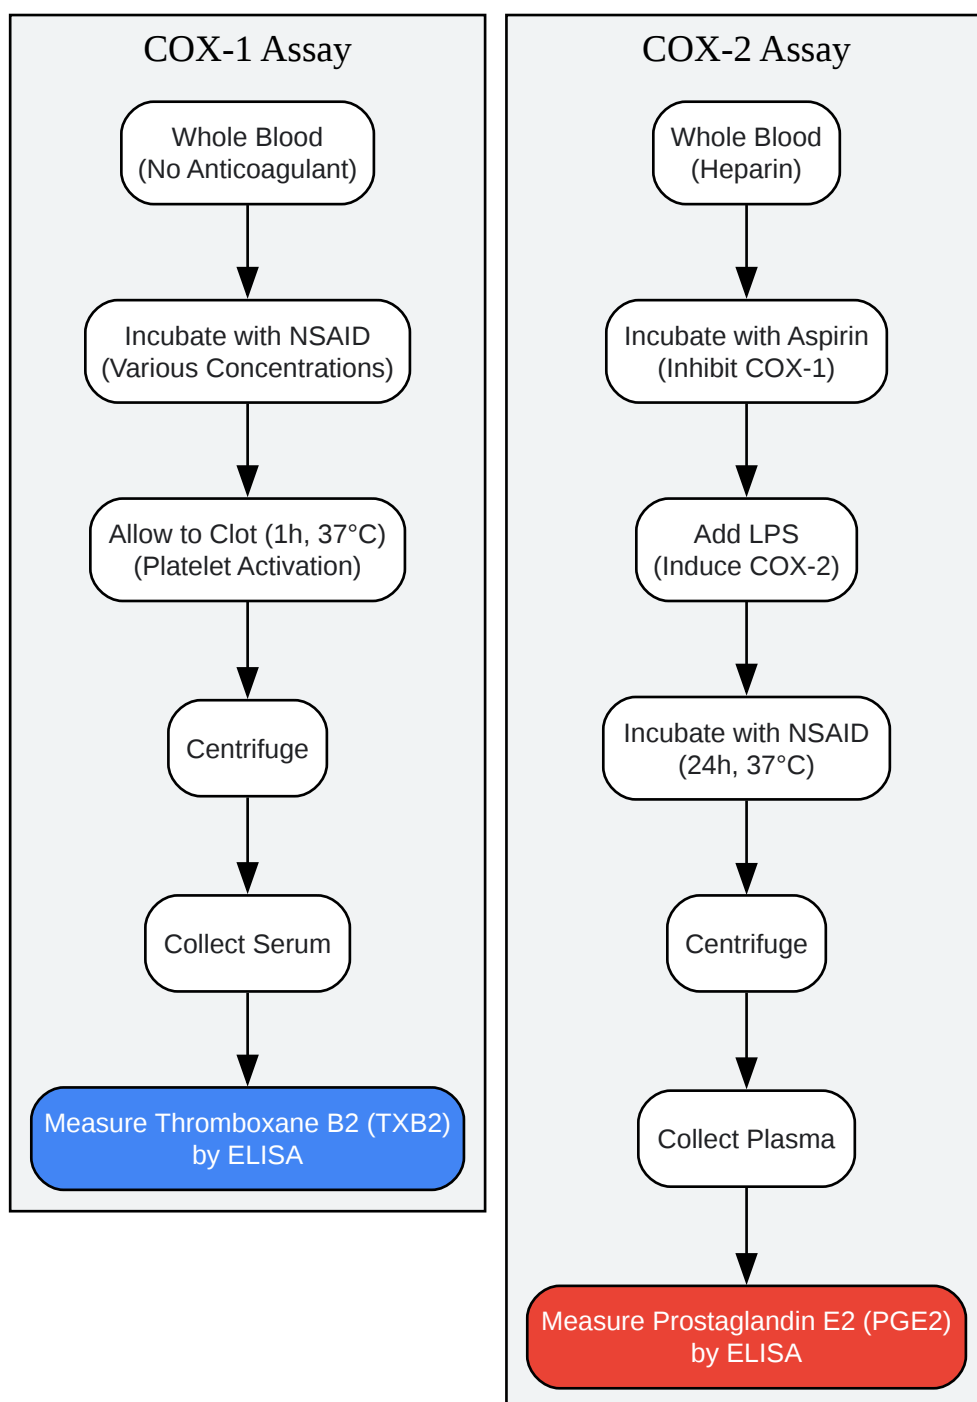 COX-1 Assay
Whole Blood
(No Anticoagulant)
Incubate with NSAID
(Various Concentrations)
Allow to Clot (1h, 37°C)
(Platelet Activation)
Centrifuge
Collect Serum
Measure Thromboxane B2 (TXB2)
by ELISA
COX-2 Assay
Whole Blood
(Heparin)
Incubate with Aspirin
(Inhibit COX-1)
Add LPS
(Induce COX-2)
Incubate with NSAID
(24h, 37°C)
Centrifuge
Collect Plasma
Measure Prostaglandin E2 (PGE2)
by ELISA